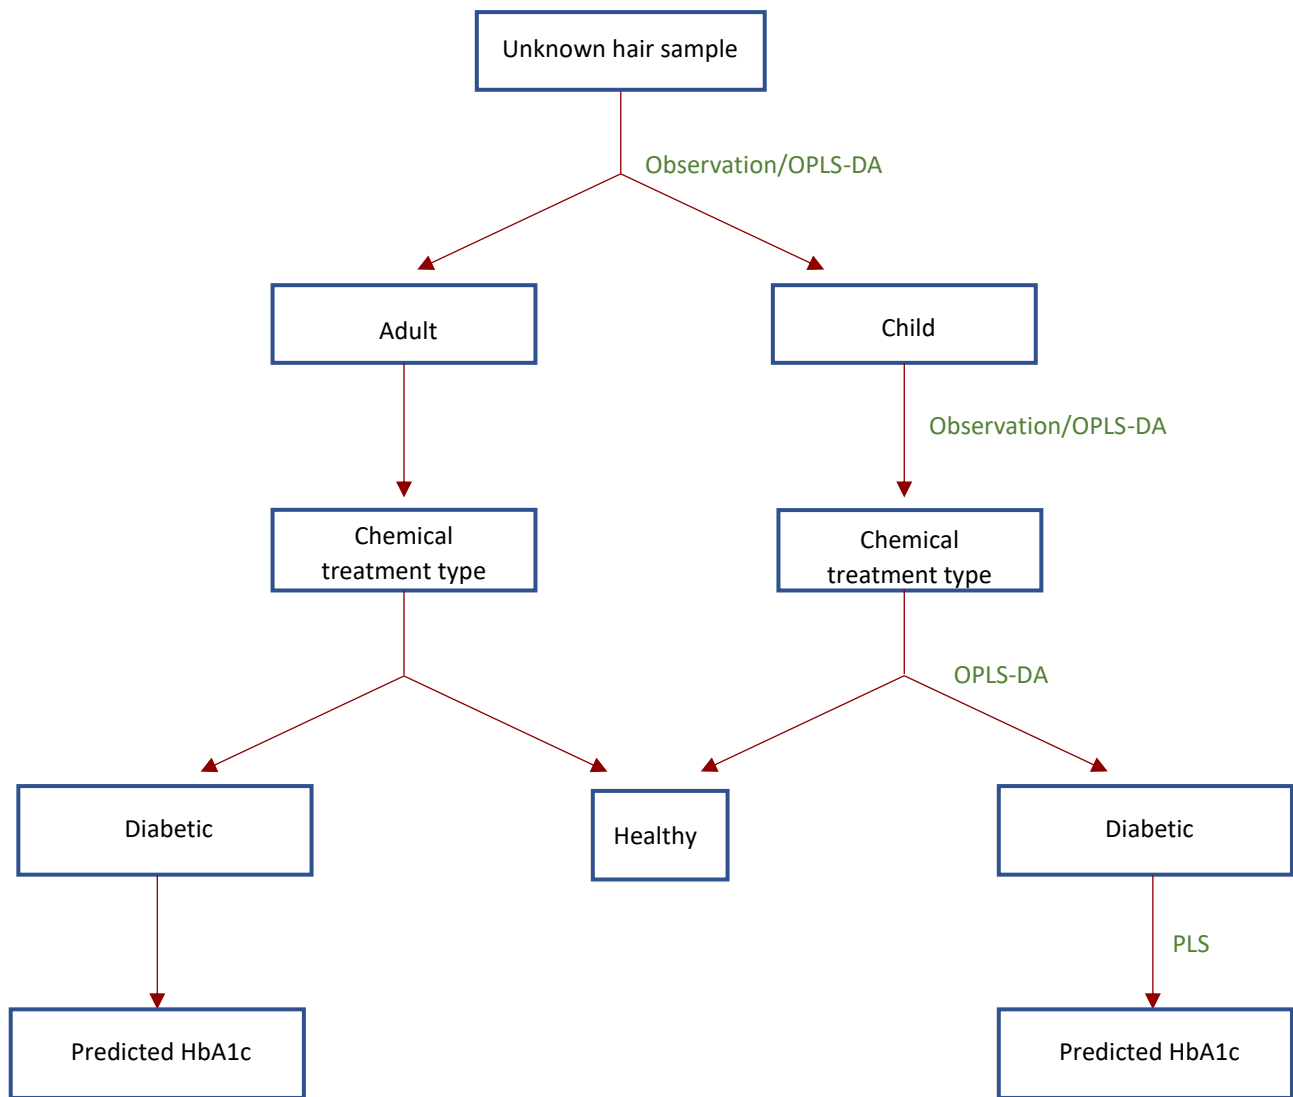 Unknown hair sample
Observation/OPLS-DA
Adult
Child
Observation/OPLS-DA
Chemical
treatment type
Chemical
treatment type
OPLS-DA
Diabetic
Healthy
Diabetic
PLS
Predicted HbA1c
Predicted HbA1c